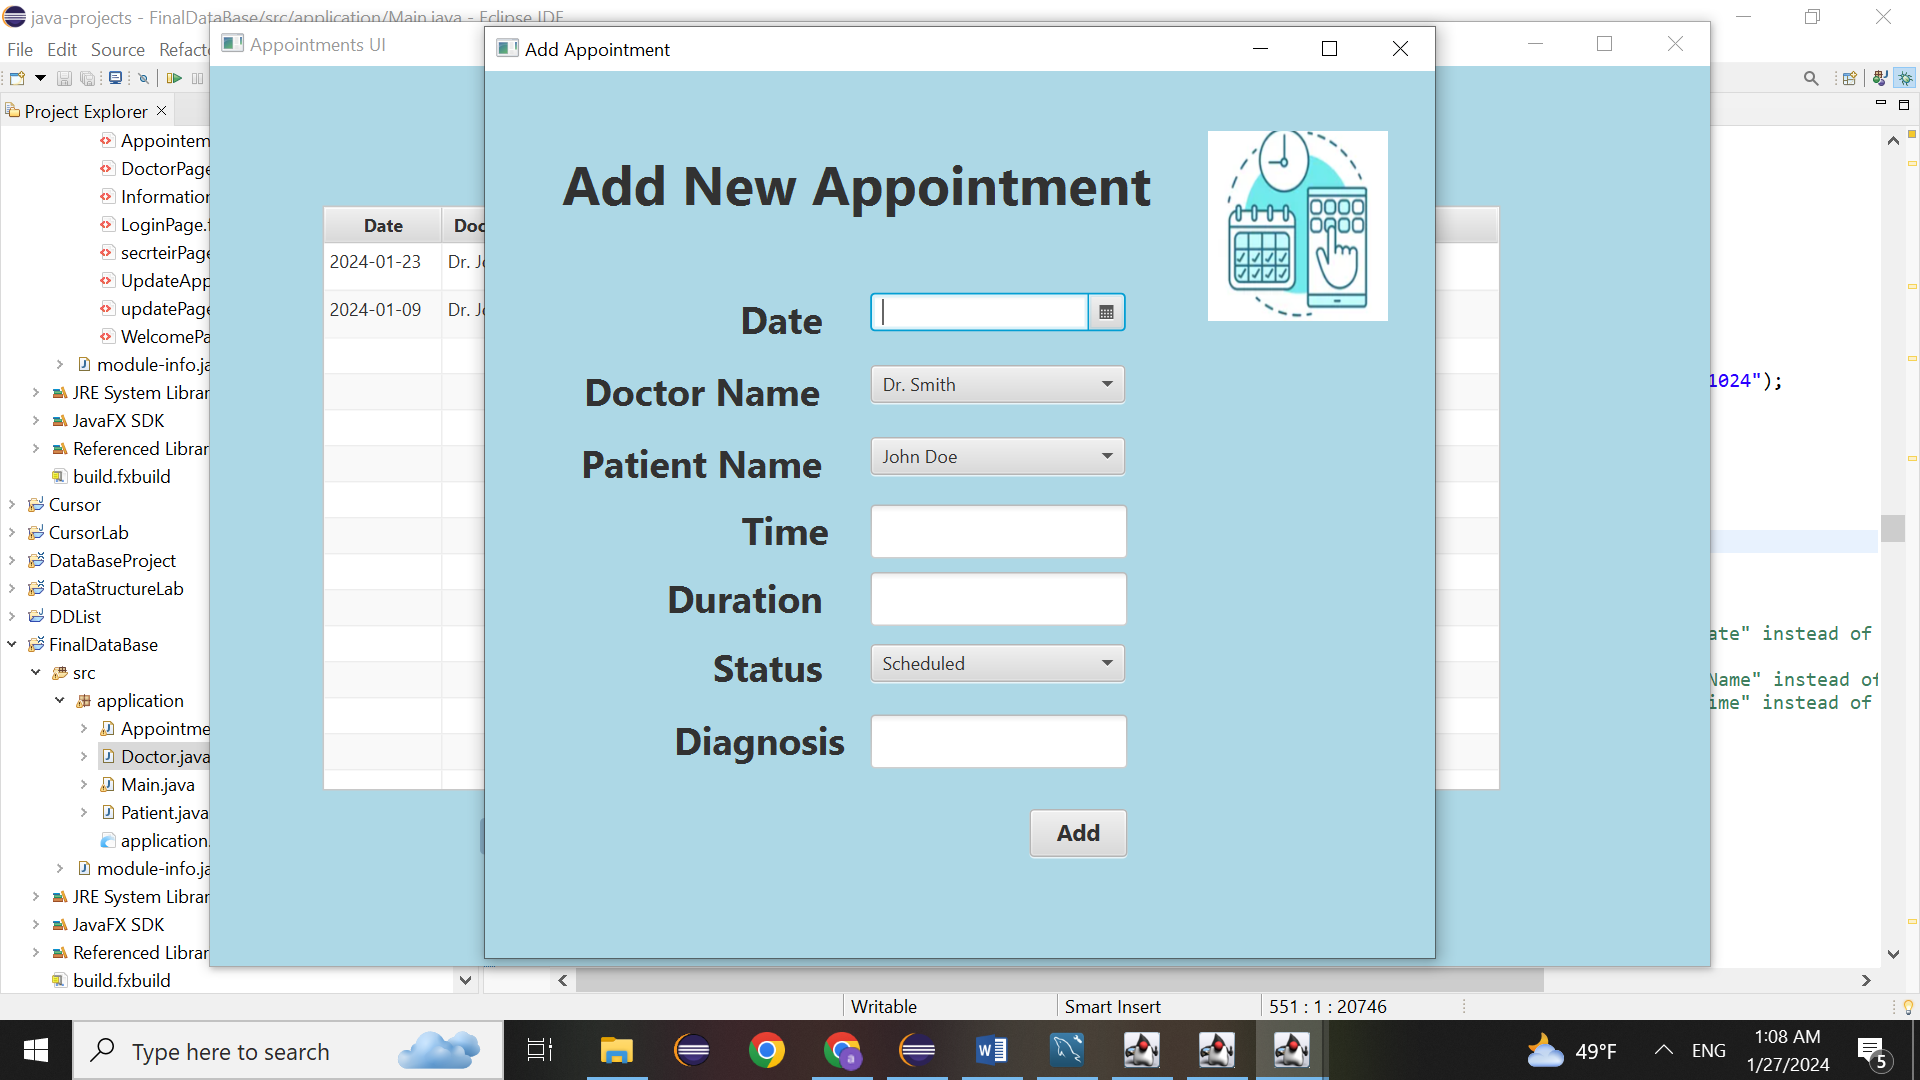 java-projects - FinalDataBase/src/application/Main.java - Eclipse IDE
File Edit Source Refact
Appointments UI
Add Appointment
Project Explorer
Appointem
DoctorPage
Information
LoginPage.f
secrteirPage
UpdateApp
updatePage
WelcomePa
module-info.ja
JRE System Librar
JavaFX SDK
Referenced Librar
build.fxbuild
Cursor
CursorLab
DataBaseProject
DataStructureLab
DDList
FinalDataBase
src
application
Appointme
Doctor.java
Main.java
Patient.java
application.
module-info.ja
JRE System Librar
JavaFX SDK
Referenced Librar
build.fxbuild
Date Doc
2024-01-23 Dr. Jo
2024-01-09 Dr. Jo
Add New Appointment
Date
Doctor Name Dr. Smith
Patient Name John Doe
Time
Duration
Status Scheduled
Diagnosis
Add
1024");
ate" instead of
Name" instead of
ime" instead of
Writable Smart Insert 551 : 1 : 20746
Type here to search
49°F ENG 1:08 AM
1/27/2024
5